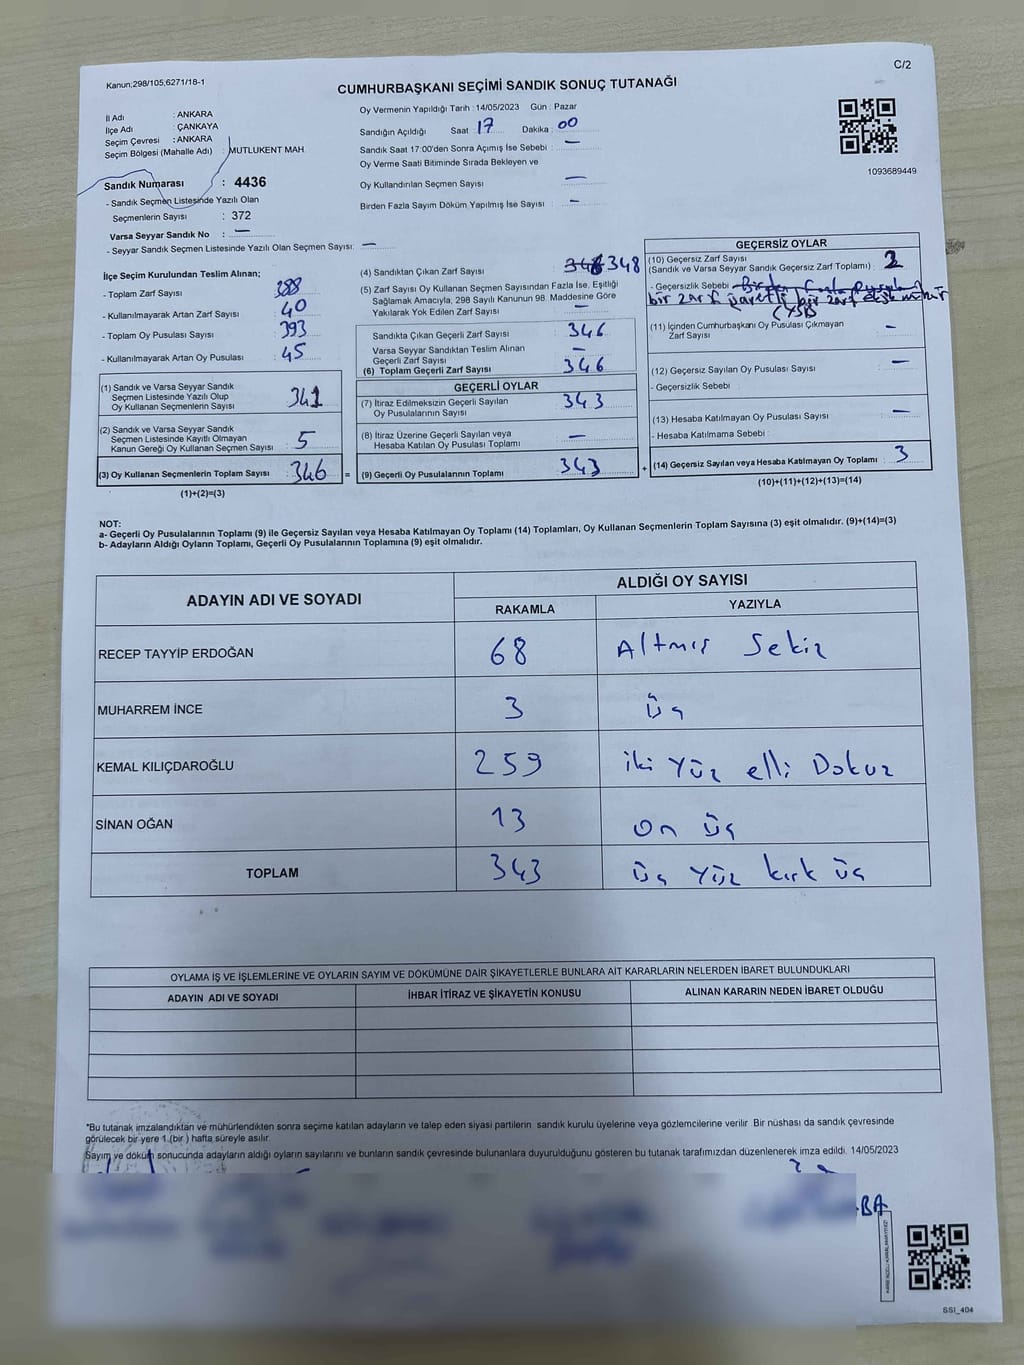 Kanun;298/105;6271/18-1
C/2
CUMHURBAŞKANI SEÇİMİ SANDIK SONUÇ TUTANAĞI
İl Adı : ANKARA
İlçe Adı : ÇANKAYA
Seçim Çevresi : ANKARA
Seçim Bölgesi (Mahalle Adı) : MUTLUKENT MAH.
Sandık Numarası : 4436
- Sandık Seçmen Listesinde Yazılı Olan
Seçmenlerin Sayısı : 372
Varsa Seyyar Sandık No : —
- Seyyar Sandık Seçmen Listesinde Yazılı Olan Seçmen Sayısı: —
Oy Vermenin Yapıldığı Tarih : 14/05/2023 Gün : Pazar
Sandığın Açıldığı Saat : 17 Dakika : 00
Sandık Saat 17:00'den Sonra Açımış İse Sebebi : —
Oy Verme Saati Bitiminde Sırada Bekleyen ve
Oy Kullandırılan Seçmen Sayısı —
Birden Fazla Sayım Döküm Yapılmış İse Sayısı : —
1093689449
İlçe Seçim Kurulundan Teslim Alınan;
- Toplam Zarf Sayısı : 388
- Kullanılmayarak Artan Zarf Sayısı : 40
- Toplam Oy Pusulası Sayısı : 393
- Kullanılmayarak Artan Oy Pusulası : 45
(1) Sandık ve Varsa Seyyar Sandık
Seçmen Listesinde Yazılı Olup
Oy Kullanan Seçmenlerin Sayısı : 341
(2) Sandık ve Varsa Seyyar Sandık
Seçmen Listesinde Kayıtlı Olmayan
Kanun Gereği Oy Kullanan Seçmen Sayısı : 5
(3) Oy Kullanan Seçmenlerin Toplam Sayısı : 346 =
(1)+(2)=(3)
(4) Sandıktan Çıkan Zarf Sayısı : 348
(5) Zarf Sayısı Oy Kullanan Seçmen Sayısından Fazla İse, Eşitliği
Sağlamak Amacıyla, 298 Sayılı Kanunun 98. Maddesine Göre
Yakılarak Yok Edilen Zarf Sayısı : —
Sandıkta Çıkan Geçerli Zarf Sayısı : 346
Varsa Seyyar Sandıktan Teslim Alınan
Geçerli Zarf Sayısı : —
(6) Toplam Geçerli Zarf Sayısı : 346
GEÇERLİ OYLAR
(7) İtiraz Edilmeksizin Geçerli Sayılan
Oy Pusulalarının Sayısı : 343
(8) İtiraz Üzerine Geçerli Sayılan veya
Hesaba Katılan Oy Pusulası Toplamı : —
(9) Geçerli Oy Pusulalarının Toplamı : 343 +
GEÇERSİZ OYLAR
(10) Geçersiz Zarf Sayısı
(Sandık ve Varsa Seyyar Sandık Geçersiz Zarf Toplamı) :
- Geçersizlik Sebebi :
bir zarf işaretli bir zarf eksik mühür
(YSB
(11) İçinden Cumhurbaşkanı Oy Pusulası Çıkmayan
Zarf Sayısı : —
(12) Geçersiz Sayılan Oy Pusulası Sayısı : —
- Geçersizlik Sebebi :
(13) Hesaba Katılmayan Oy Pusulası Sayısı : —
- Hesaba Katılmama Sebebi :
(14) Geçersiz Sayılan veya Hesaba Katılmayan Oy Toplamı : 3
(10)+(11)+(12)+(13)=(14)
NOT:
a- Geçerli Oy Pusulalarının Toplamı (9) ile Geçersiz Sayılan veya Hesaba Katılmayan Oy Toplamı (14) Toplamları, Oy Kullanan Seçmenlerin Toplam Sayısına (3) eşit olmalıdır. (9)+(14)=(3)
b- Adayların Aldığı Oyların Toplamı, Geçerli Oy Pusulalarının Toplamına (9) eşit olmalıdır.
ADAYIN ADI VE SOYADI
ALDIĞI OY SAYISI
RAKAMLA YAZIYLA
RECEP TAYYİP ERDOĞAN 68 Altmış Sekiz
MUHARREM İNCE 3 üç
KEMAL KILIÇDAROĞLU 259 iki Yüz elli Dokuz
SİNAN OĞAN 13 on üç
TOPLAM 343 üç Yüz kırk üç
OYLAMA İŞ VE İŞLEMLERİNE VE OYLARIN SAYIM VE DÖKÜMÜNE DAİR ŞİKAYETLERLE BUNLARA AİT KARARLARIN NELERDEN İBARET BULUNDUKLARI
ADAYIN ADI VE SOYADI İHBAR İTİRAZ VE ŞİKAYETİN KONUSU ALINAN KARARIN NEDEN İBARET OLDUĞU
*Bu tutanak imzalandıktan ve mühürlendikten sonra seçime katılan adayların ve talep eden siyasi partilerin sandık kurulu üyelerine veya gözlemcilerine verilir. Bir nüshası da sandık çevresinde
görülecek bir yere 1 (bir) hafta süreyle asılır.
Sayım ve döküm sonucunda adayların aldığı oyların sayılarını ve bunların sandık çevresinde bulunanlara duyurulduğunu gösteren bu tutanak tarafımızdan düzenlenerek imza edildi. 14/05/2023
BA
SSI_404